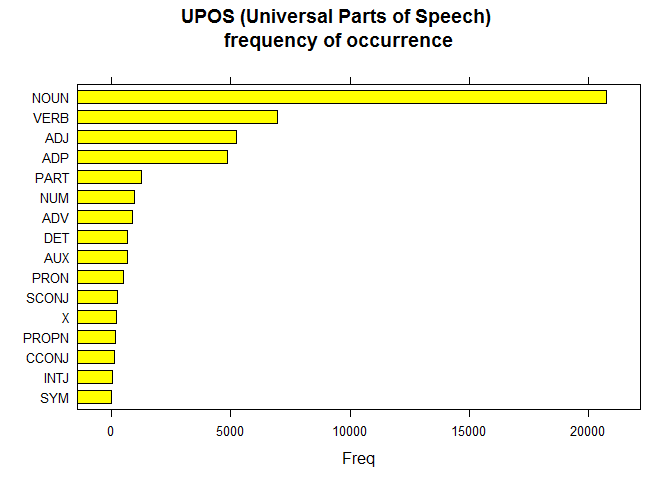 UPOS (Universal Parts of Speech)
frequency of occurrence
NOUN
VERB
ADJ
ADP
PART
NUM
ADV
DET
AUX
PRON
SCONJ
X
PROPN
CCONJ
INTJ
SYM
0 5000 10000 15000 20000
Freq